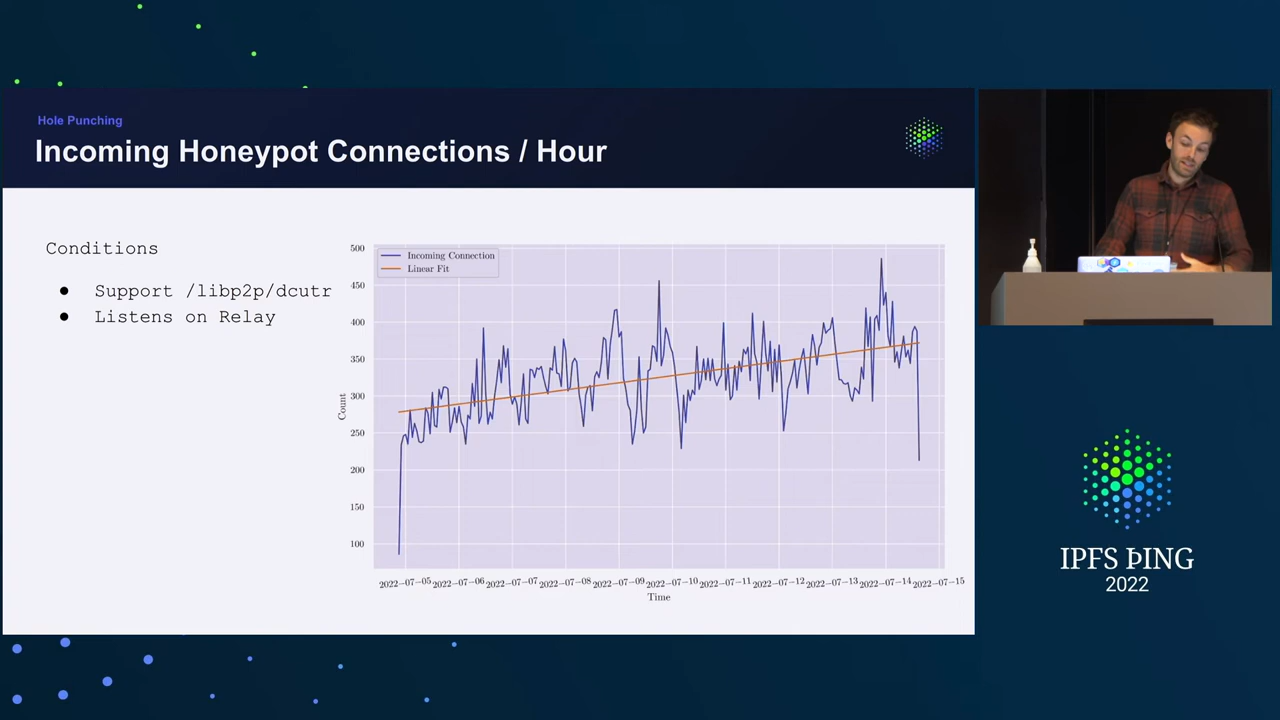 Hole Punching
Incoming Honeypot Connections / Hour
Conditions
● Support /libp2p/dcutr
● Listens on Relay
Incoming Connection
Linear Fit
500
450
400
350
300
250
200
150
100
Count
2022-07-05
2022-07-06
2022-07-07
2022-07-08
2022-07-09
2022-07-10
2022-07-11
2022-07-12
2022-07-13
2022-07-14
2022-07-15
Time
IPFS ÞING
2022